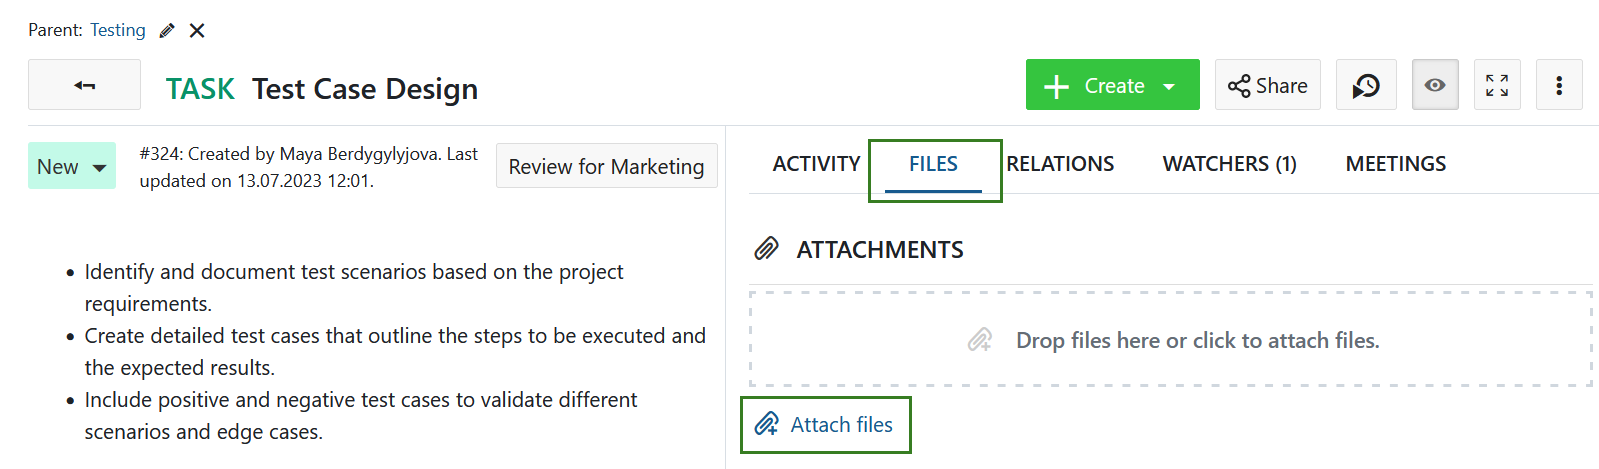 Parent: Testing
TASK Test Case Design
Create
Share
New
#324: Created by Maya Berdygylyjova. Last
updated on 13.07.2023 12:01.
Review for Marketing
Identify and document test scenarios based on the project
requirements.
Create detailed test cases that outline the steps to be executed and
the expected results.
Include positive and negative test cases to validate different
scenarios and edge cases.
ACTIVITY FILES RELATIONS WATCHERS (1) MEETINGS
ATTACHMENTS
Drop files here or click to attach files.
Attach files